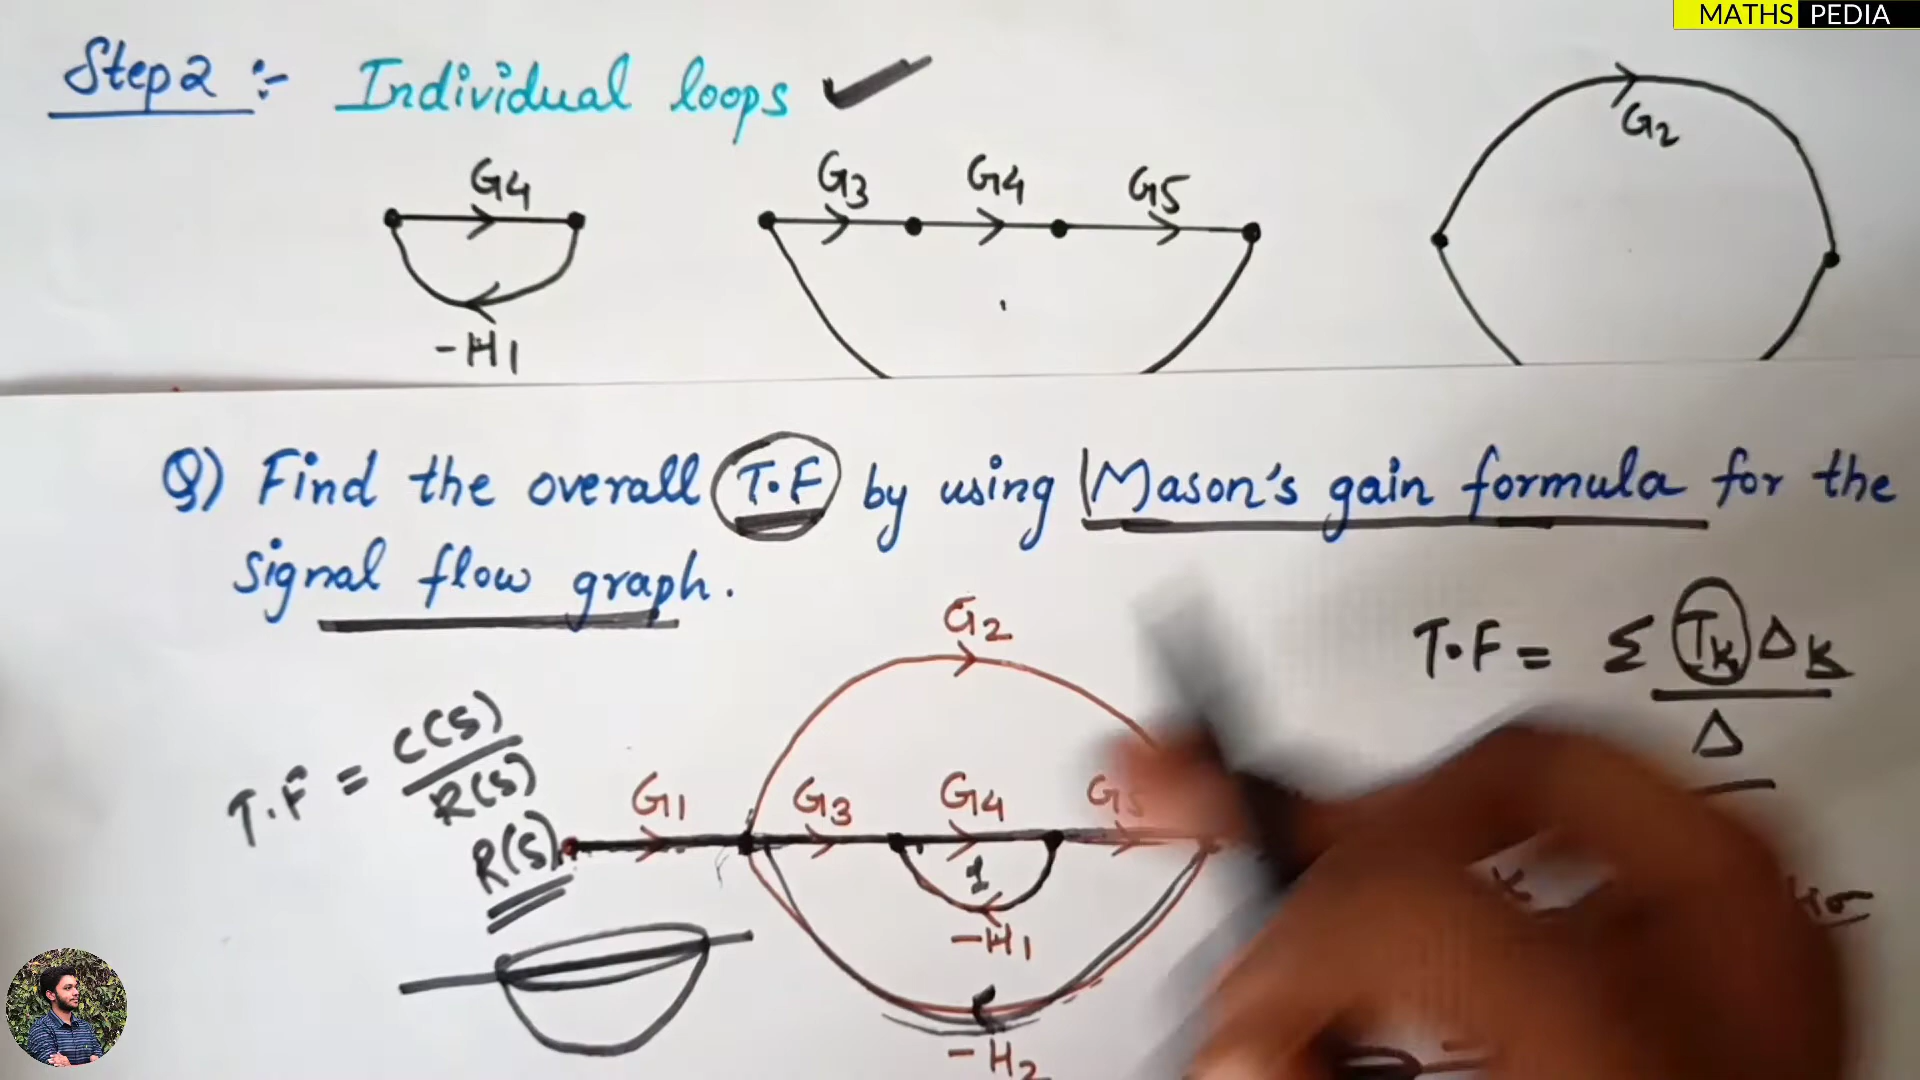 MATHS PEDIA
Step 2 :- Individual loops
G4
G3 G4 G5
G2
-H1
Q) Find the overall T.F by using Mason's gain formula for the
signal flow graph.
G2
T.F = Σ Tk Δk
Δ
T.F = C(S)
R(S)
R(S)
G1 G3 G4 G5
1
-H1
-H2